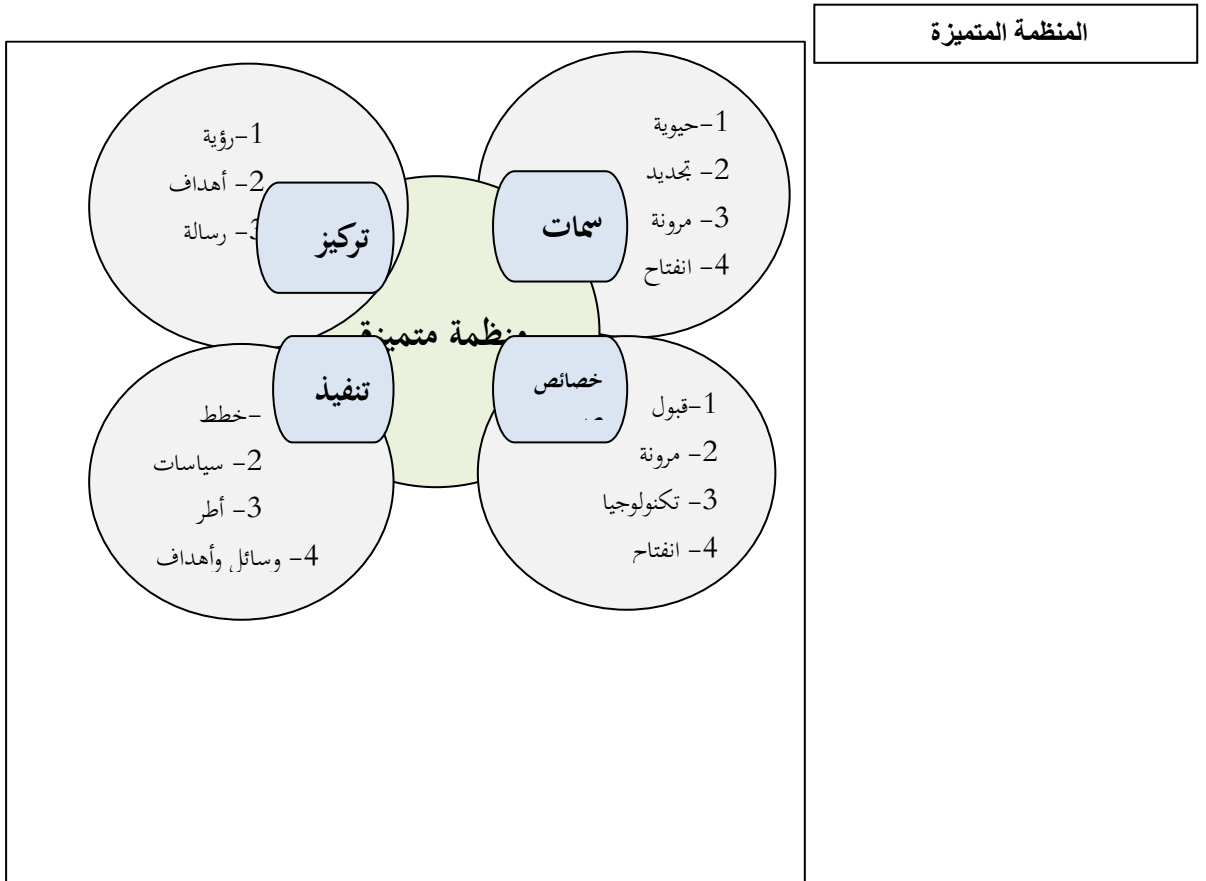 المنظمة المتميزة
1-حيوية
2- تجديد
3- مرونة
4- انفتاح
سمات
1-رؤية
2- أهداف
3- رسالة
تركيز
منظمة متميزة
خصائص
1-قبول
2- مرونة
3- تكنولوجيا
4- انفتاح
تنفيذ
-خطط
2- سياسات
3- أطر
4- وسائل وأهداف